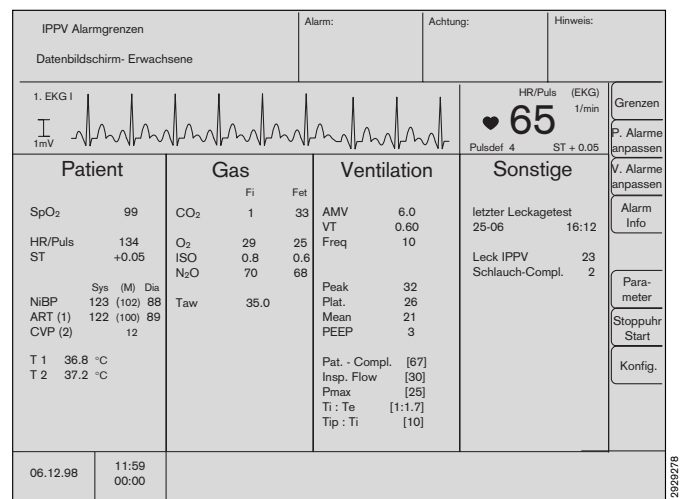 IPPV Alarmgrenzen
Datenbildschirm- Erwachsene
Alarm:
Achtung:
Hinweis:
1. EKG I
1mV
HR/Puls (EKG)
65 1/min
Pulsdef 4 ST + 0.05
Grenzen
P. Alarme
anpassen
V. Alarme
anpassen
Alarm
Info
Para-
meter
Stoppuhr
Start
Konfig.
Patient
SpO2 99
HR/Puls 134
ST +0.05
Sys (M) Dia
NiBP 123 (102) 88
ART (1) 122 (100) 89
CVP (2) 12
T 1 36.8 °C
T 2 37.2 °C
Gas
Fi Fet
CO2 1 33
O2 29 25
ISO 0.8 0.6
N2O 70 68
Taw 35.0
Ventilation
AMV 6.0
VT 0.60
Freq 10
Peak 32
Plat. 26
Mean 21
PEEP 3
Pat. - Compl. [67]
Insp. Flow [30]
Pmax [25]
Ti : Te [1:1.7]
Tip : Ti [10]
Sonstige
letzter Leckagetest
25-06 16:12
Leck IPPV 23
Schlauch-Compl. 2
06.12.98
11:59
00:00
2929278